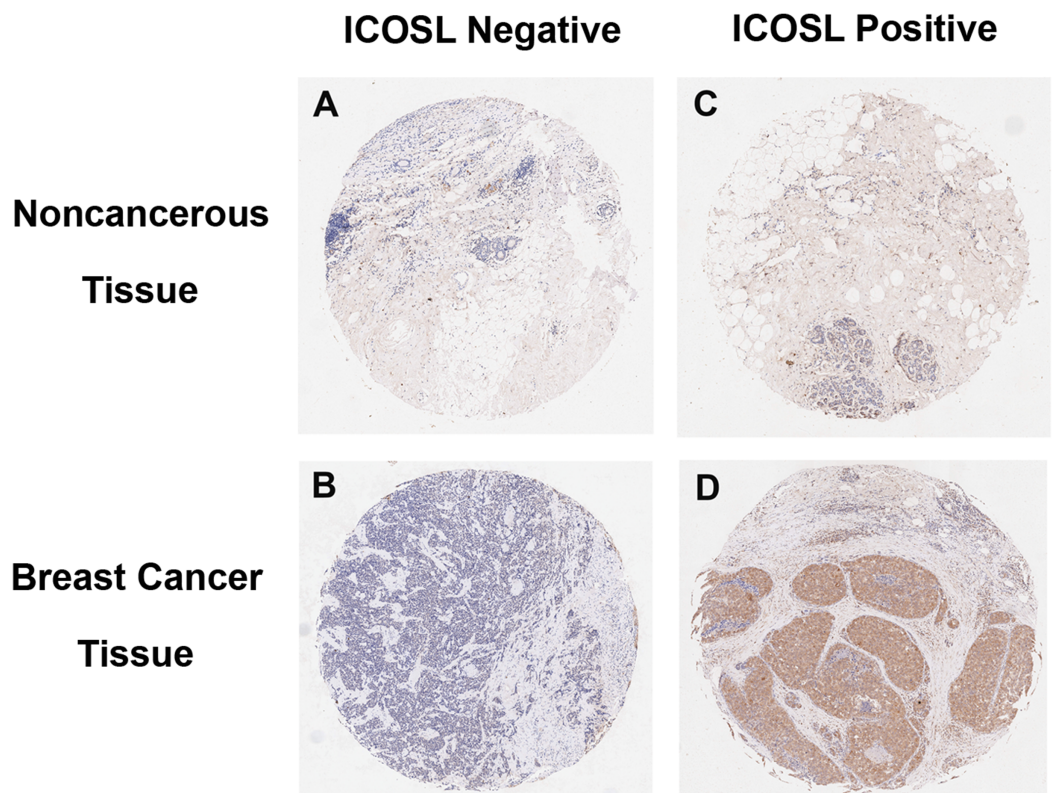 ICOSL Negative
ICOSL Positive
A
C
Noncancerous
Tissue
B
D
Breast Cancer
Tissue